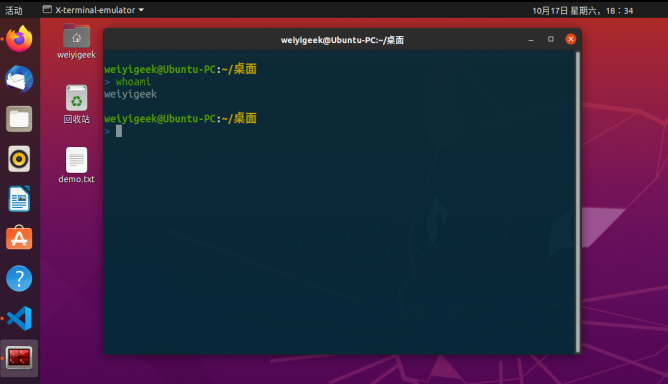 活动
X-terminal-emulator
10月17日 星期六，18：34
weiyigeek
回收站
demo.txt
weiyigeek@Ubuntu-PC:~/桌面
weiyigeek@Ubuntu-PC:~/桌面
> whoami
weiyigeek
weiyigeek@Ubuntu-PC:~/桌面
>